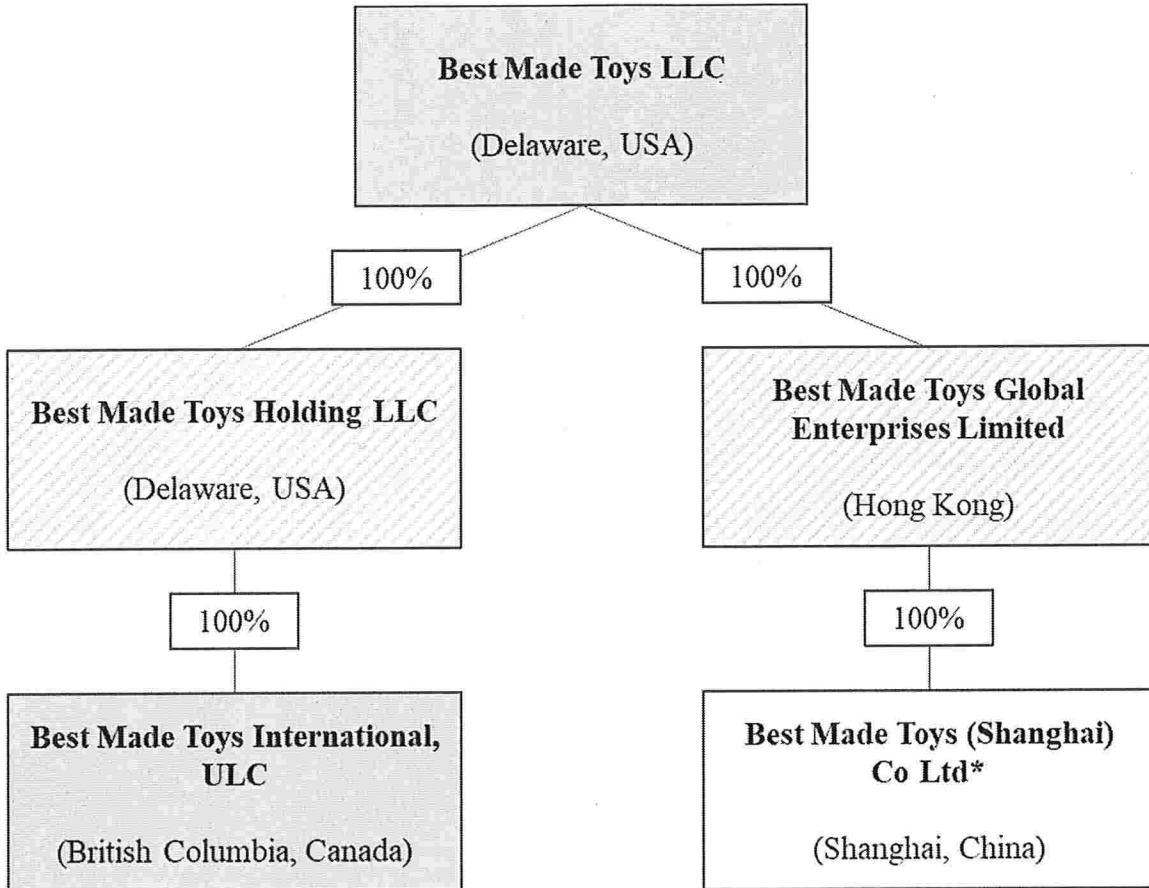 Best Made Toys LLC
(Delaware, USA)
100%
100%
Best Made Toys Holding LLC
(Delaware, USA)
Best Made Toys Global
Enterprises Limited
(Hong Kong)
100%
100%
Best Made Toys International,
ULC
(British Columbia, Canada)
Best Made Toys (Shanghai)
Co Ltd*
(Shanghai, China)